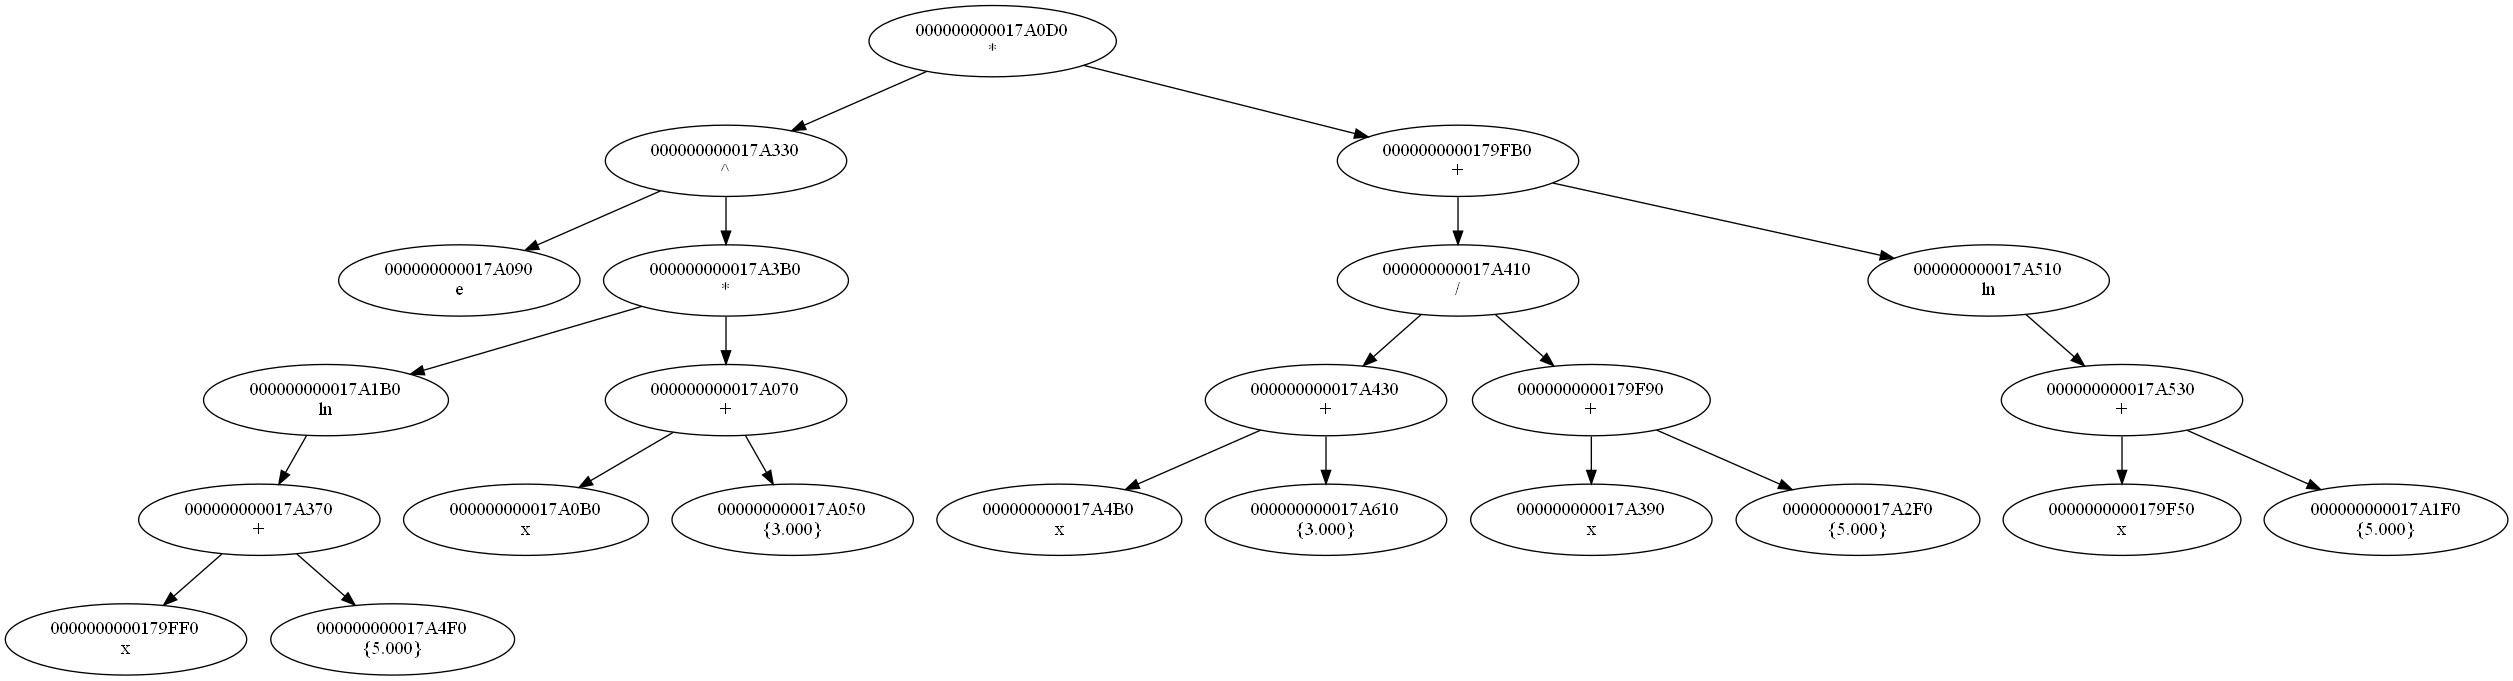 000000000017A0D0
*
000000000017A330
^
0000000000179FB0
+
000000000017A090
e
000000000017A3B0
*
000000000017A410
/
000000000017A510
ln
000000000017A1B0
ln
000000000017A070
+
000000000017A430
+
0000000000179F90
+
000000000017A530
+
000000000017A370
+
000000000017A0B0
x
000000000017A050
{3.000}
000000000017A4B0
x
000000000017A610
{3.000}
000000000017A390
x
000000000017A2F0
{5.000}
0000000000179F50
x
000000000017A1F0
{5.000}
0000000000179FF0
x
000000000017A4F0
{5.000}